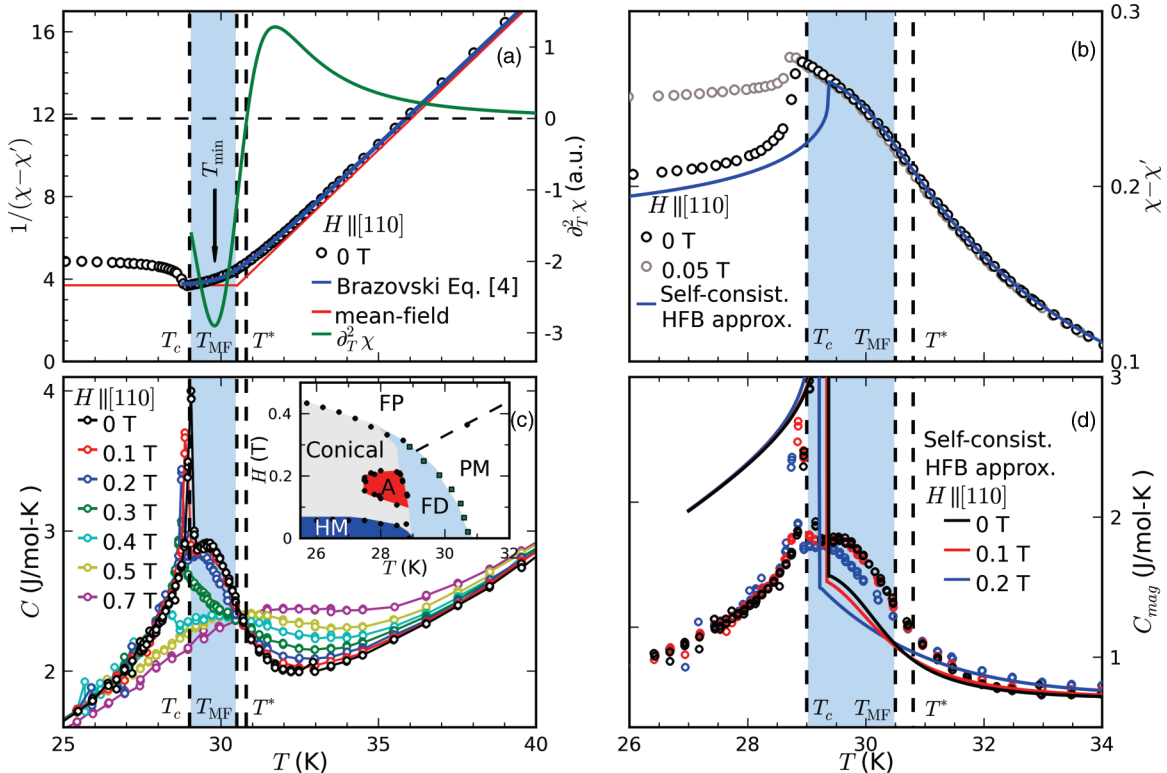 (a)
16
12
8
4
0
1/(χ−χ′)
1
0
-1
-2
-3
∂²_T χ (a.u.)
T_min
H ∥[110]
0 T
Brazovski Eq. [4]
mean-field
∂²_T χ
T_c
T_MF
T*
(b)
0.3
0.2
0.1
χ−χ′
H ∥[110]
0 T
0.05 T
Self-consist.
HFB approx.
T_c
T_MF
T*
(c)
4
3
2
C (J/mol-K)
H ∥[110]
0 T
0.1 T
0.2 T
0.3 T
0.4 T
0.5 T
0.7 T
FP
Conical
A
FD
PM
HM
0.4
0.2
0
H (T)
26
28
30
32
T (K)
T_c
T_MF
T*
25
30
35
40
T (K)
(d)
3
2
1
C_mag (J/mol-K)
Self-consist.
HFB approx.
H ∥[110]
0 T
0.1 T
0.2 T
T_c
T_MF
T*
26
28
30
32
34
T (K)